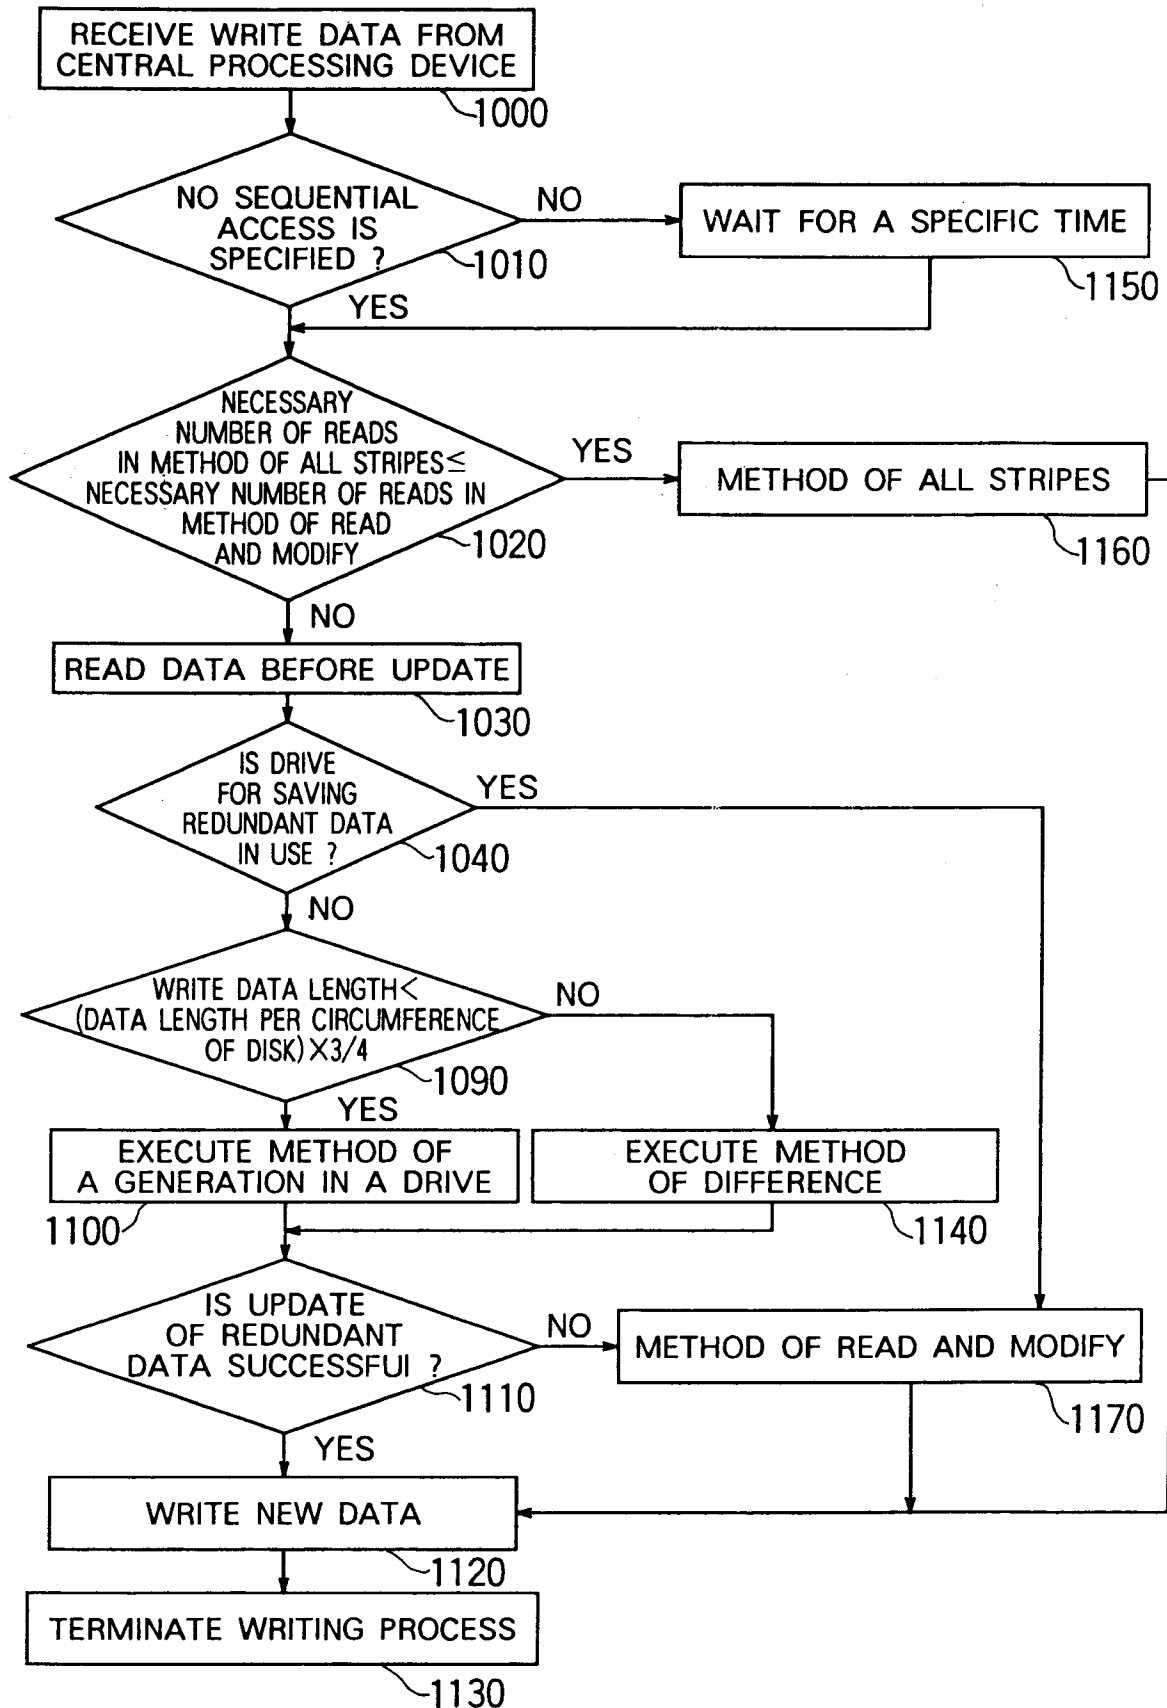 RECEIVE WRITE DATA FROM
CENTRAL PROCESSING DEVICE
1000
NO SEQUENTIAL
ACCESS IS
SPECIFIED ?
1010
NO
WAIT FOR A SPECIFIC TIME
1150
YES
NECESSARY
NUMBER OF READS
IN METHOD OF ALL STRIPES≤
NECESSARY NUMBER OF READS IN
METHOD OF READ
AND MODIFY
1020
YES
METHOD OF ALL STRIPES
1160
NO
READ DATA BEFORE UPDATE
1030
IS DRIVE
FOR SAVING
REDUNDANT DATA
IN USE ?
1040
YES
NO
WRITE DATA LENGTH<
(DATA LENGTH PER CIRCUMFERENCE
OF DISK)×3/4
1090
NO
YES
EXECUTE METHOD OF
A GENERATION IN A DRIVE
1100
EXECUTE METHOD
OF DIFFERENCE
1140
IS UPDATE
OF REDUNDANT
DATA SUCCESSFUI ?
1110
NO
METHOD OF READ AND MODIFY
1170
YES
WRITE NEW DATA
1120
TERMINATE WRITING PROCESS
1130